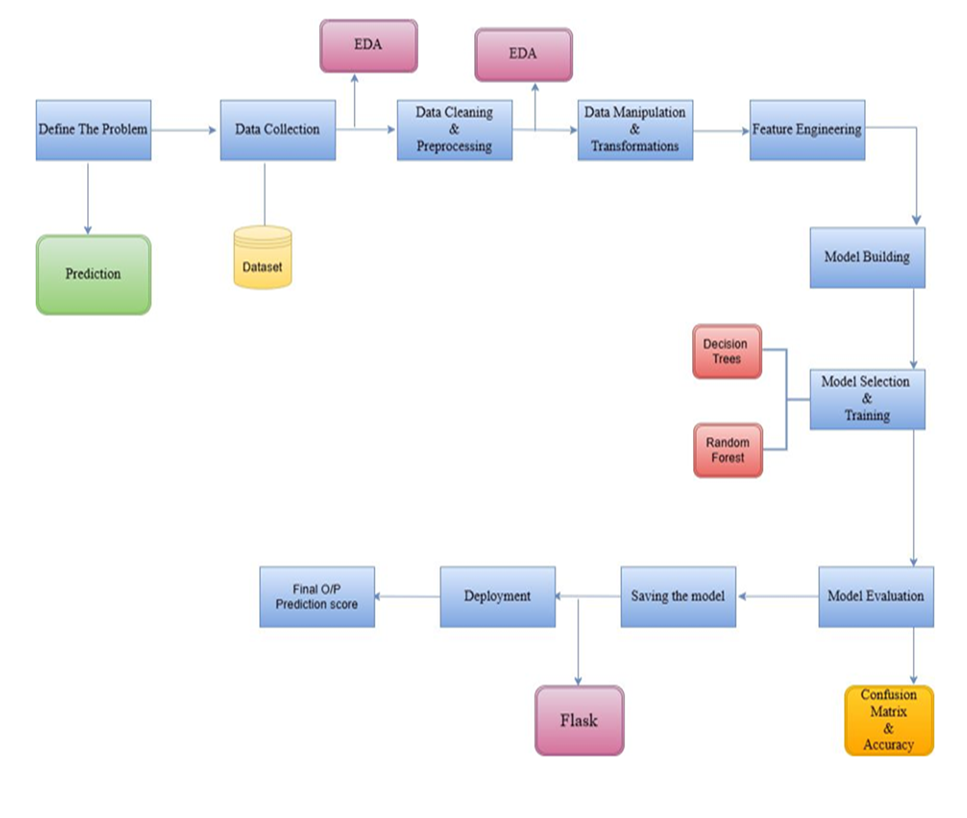 EDA
EDA
Define The Problem
Data Collection
Data Cleaning
&
Preprocessing
Data Manipulation
&
Transformations
Feature Engineering
Prediction
Dataset
Model Building
Decision
Trees
Model Selection
&
Training
Random
Forest
Final O/P
Prediction score
Deployment
Saving the model
Model Evaluation
Flask
Confusion
Matrix
&
Accuracy